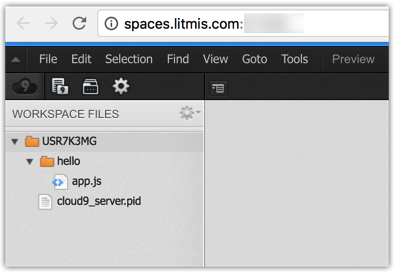 spaces.litmis.com:
File Edit Selection Find View Goto Tools Preview
9
WORKSPACE FILES
USR7K3MG
hello
app.js
cloud9_server.pid